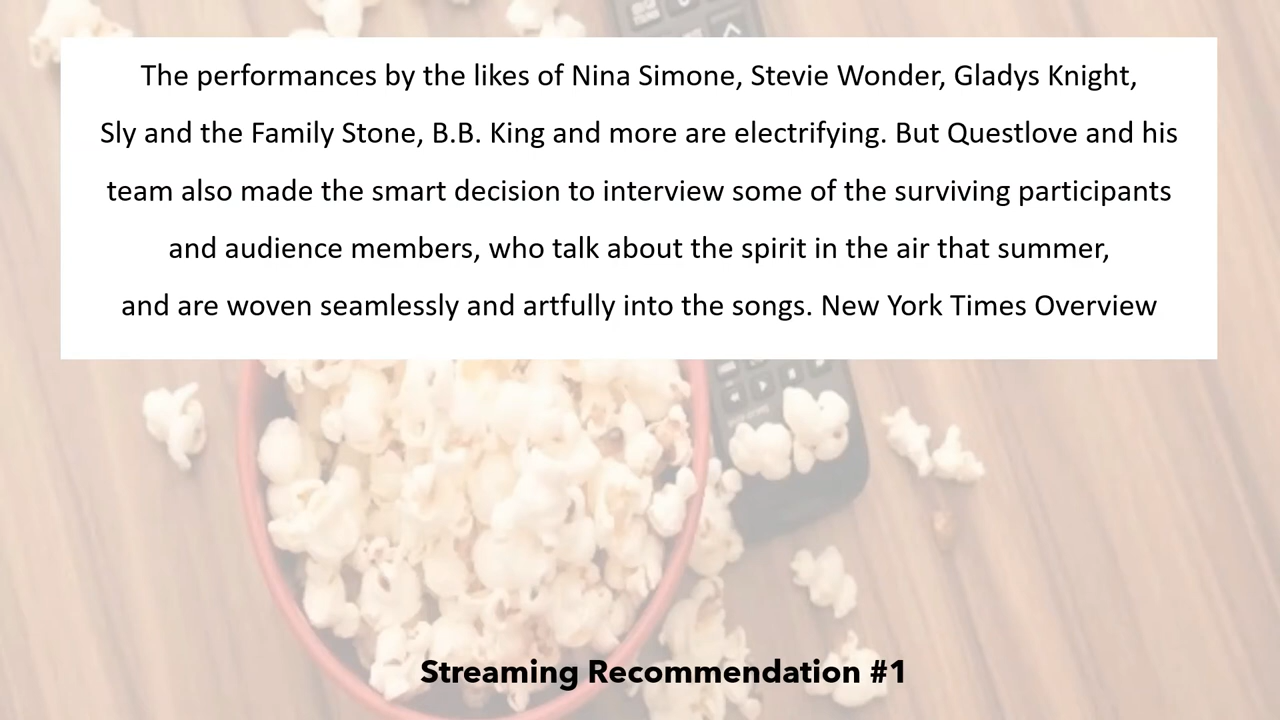 The performances by the likes of Nina Simone, Stevie Wonder, Gladys Knight,
Sly and the Family Stone, B.B. King and more are electrifying. But Questlove and his
team also made the smart decision to interview some of the surviving participants
and audience members, who talk about the spirit in the air that summer,
and are woven seamlessly and artfully into the songs. New York Times Overview
Streaming Recommendation #1